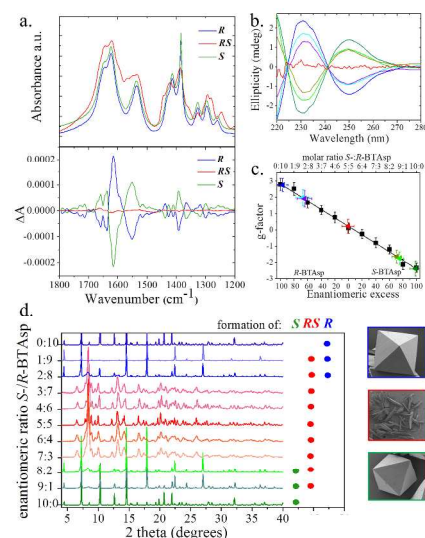 a.
R
RS
S
Absorbance a.u.
0.0002
0.0001
0.0000
-0.0001
-0.0002
ΔA
1800 1700 1600 1500 1400 1300 1200
Wavenumber (cm-1)
b.
Ellipticity (mdeg)
3
2
1
0
-1
-2
-3
220 230 240 250 260 270 280
Wavelength (nm)
c.
molar ratio S-:R-BTAsp
0:10 1:9 2:8 3:7 4:6 5:5 6:4 7:3 8:2 9:1 10:0
g-factor
4
3
2
1
0
-1
-2
-3
R-BTAsp
S-BTAsp
100 80 60 40 20 0 20 40 60 80 100
Enantiomeric excess
d.
formation of: S RS R
enantiomeric ratio S-/R-BTAsp
0:10
1:9
2:8
3:7
4:6
5:5
6:4
7:3
8:2
9:1
10:0
5 10 15 20 25 30 35 40
2 theta (degrees)